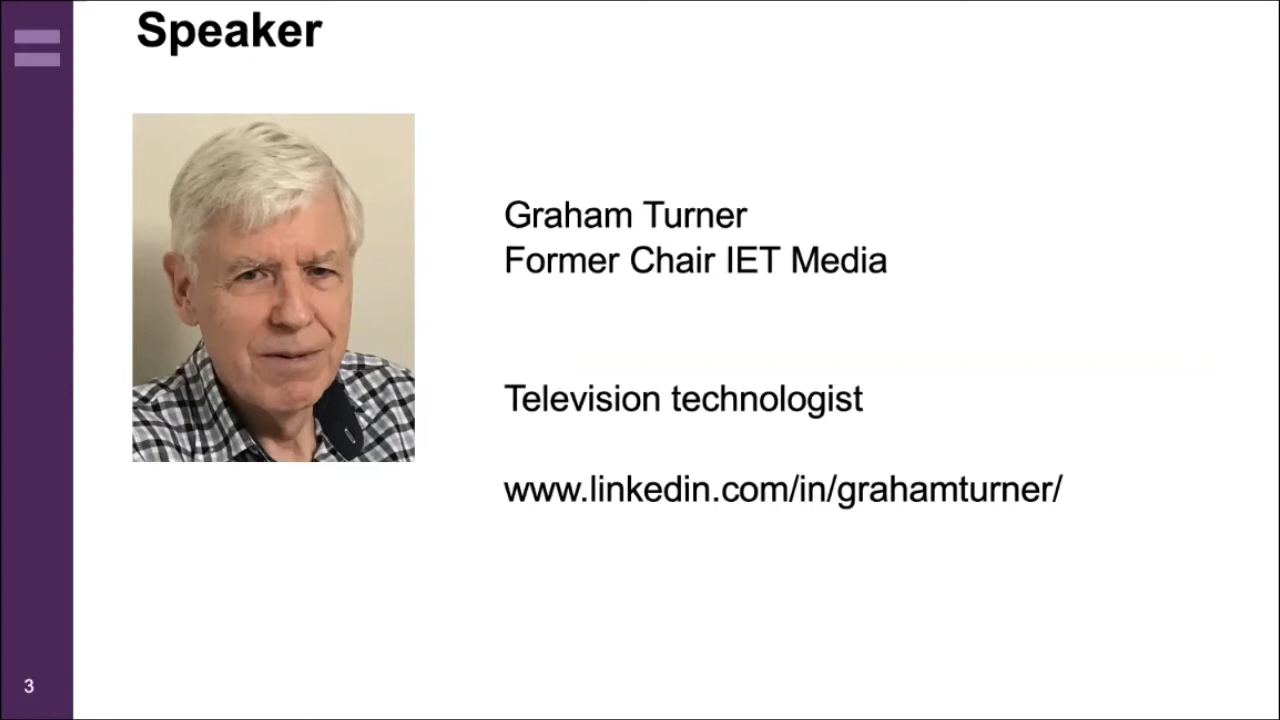 Speaker
Graham Turner
Former Chair IET Media
Television technologist
www.linkedin.com/in/grahamturner/
3